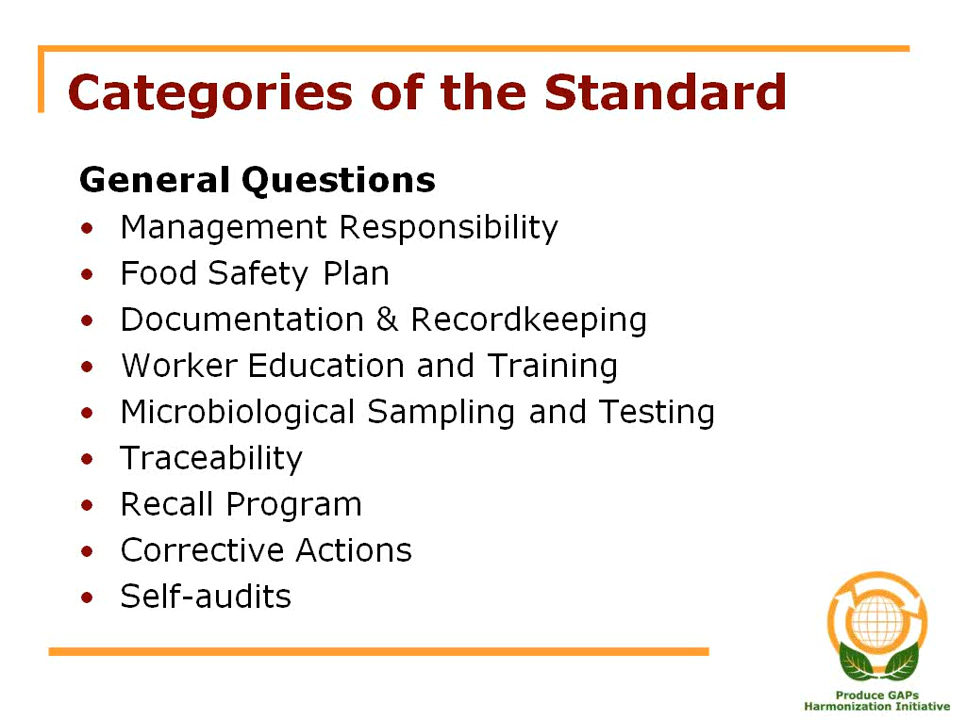 Categories of the Standard
General Questions
• Management Responsibility
• Food Safety Plan
• Documentation & Recordkeeping
• Worker Education and Training
• Microbiological Sampling and Testing
• Traceability
• Recall Program
• Corrective Actions
• Self-audits
Produce GAPs
Harmonization Initiative